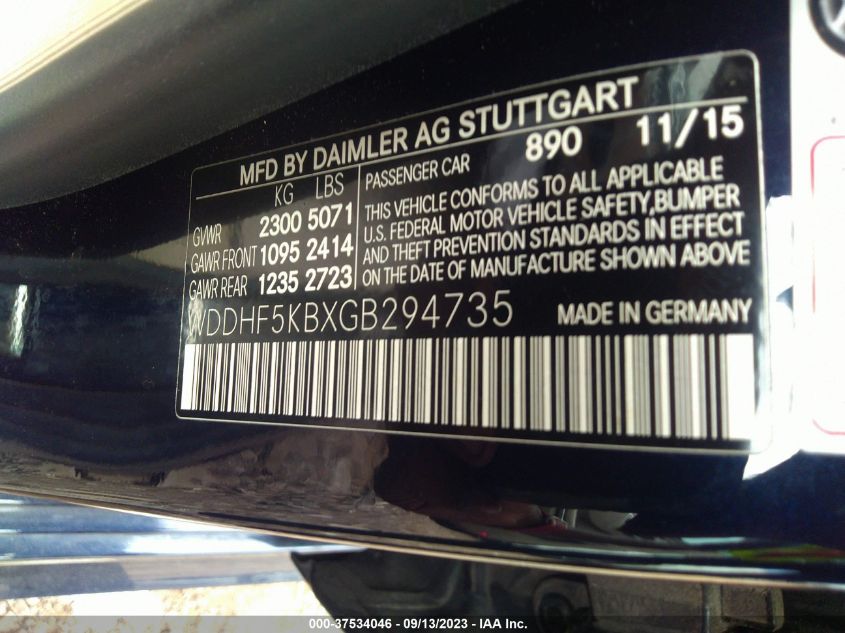 MFD BY DAIMLER AG STUTTGART
890 11/15
KG LBS
GVWR 2300 5071
GAWR FRONT 1095 2414
GAWR REAR 1235 2723
PASSENGER CAR
THIS VEHICLE CONFORMS TO ALL APPLICABLE
U.S. FEDERAL MOTOR VEHICLE SAFETY,BUMPER
AND THEFT PREVENTION STANDARDS IN EFFECT
ON THE DATE OF MANUFACTURE SHOWN ABOVE
WDDHF5KBXGB294735
MADE IN GERMANY
000-37534046 - 09/13/2023 - IAA Inc.